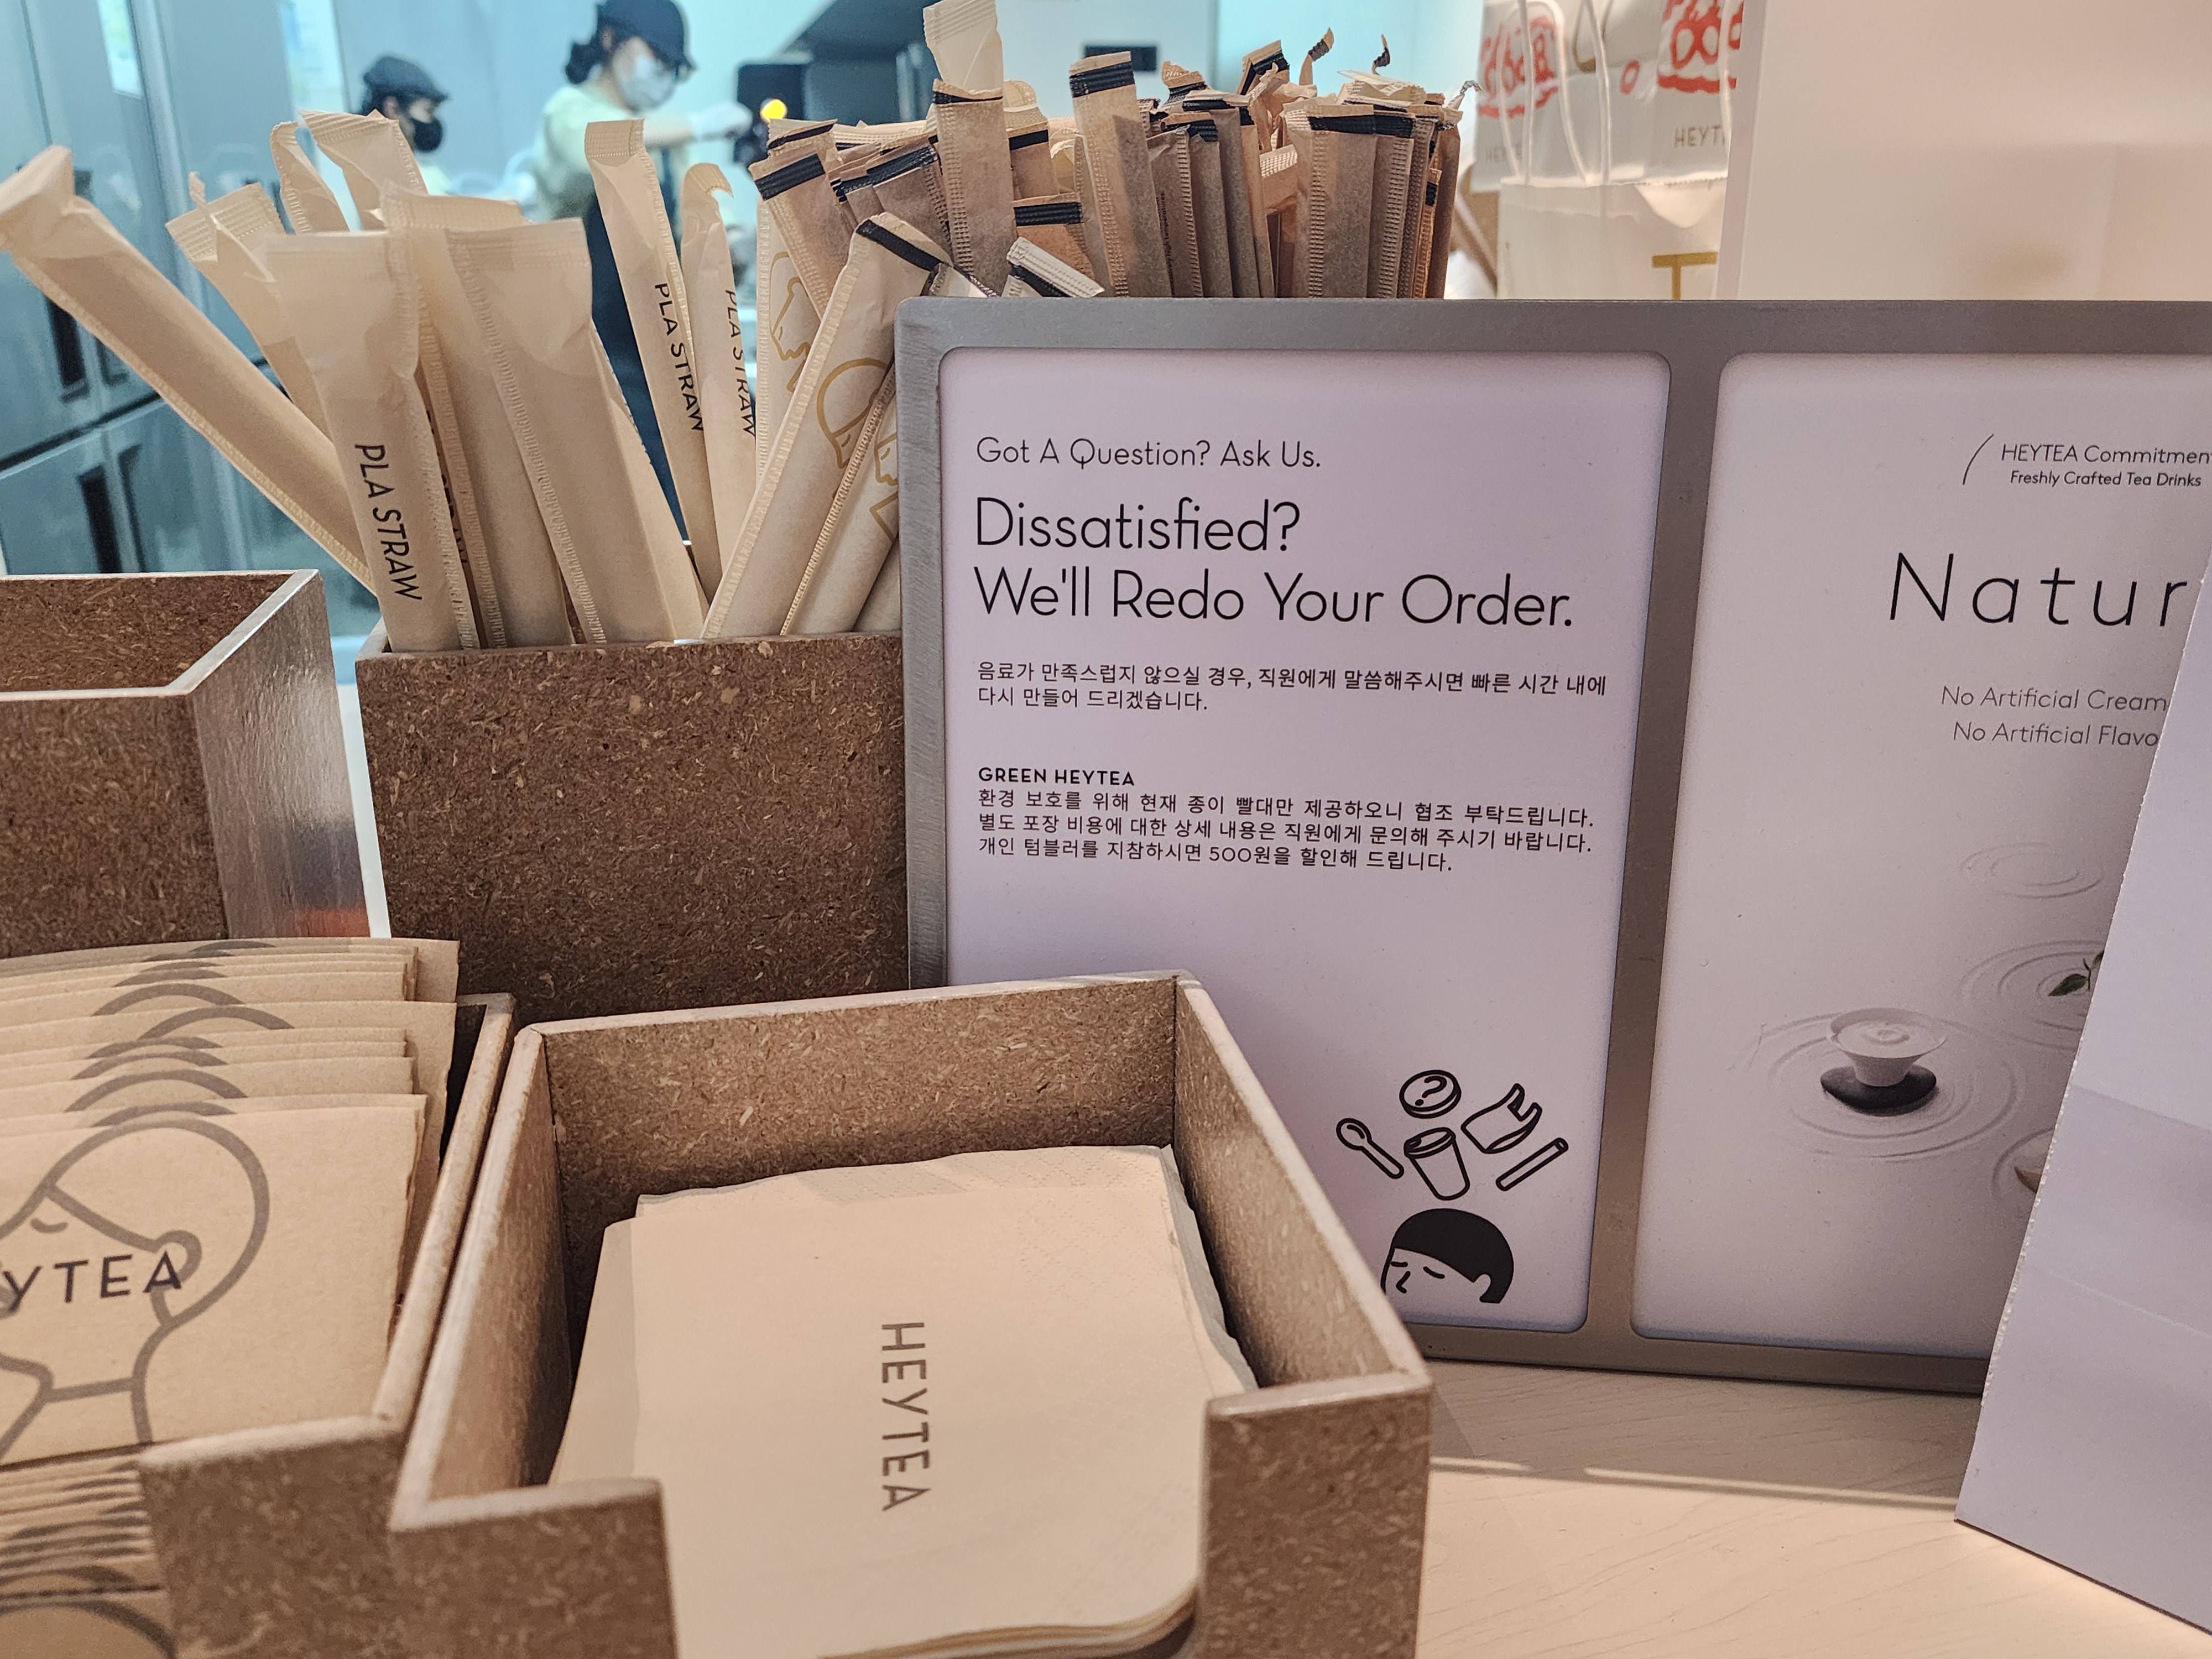 HEYTEA
PLA STRAW
PLA STRAW
PLA STRAW
Got A Question? Ask Us.
Dissatisfied?
We'll Redo Your Order.
음료가 만족스럽지 않으실 경우, 직원에게 말씀해주시면 빠른 시간 내에
다시 만들어 드리겠습니다.
GREEN HEYTEA
환경 보호를 위해 현재 종이 빨대만 제공하오니 협조 부탁드립니다.
별도 포장 비용에 대한 상세 내용은 직원에게 문의해 주시기 바랍니다.
개인 텀블러를 지참하시면 500원을 할인해 드립니다.
?
HEYTEA Commitment
Freshly Crafted Tea Drinks
Natur
No Artificial Cream
No Artificial Flavo
YTEA
HEYTEA